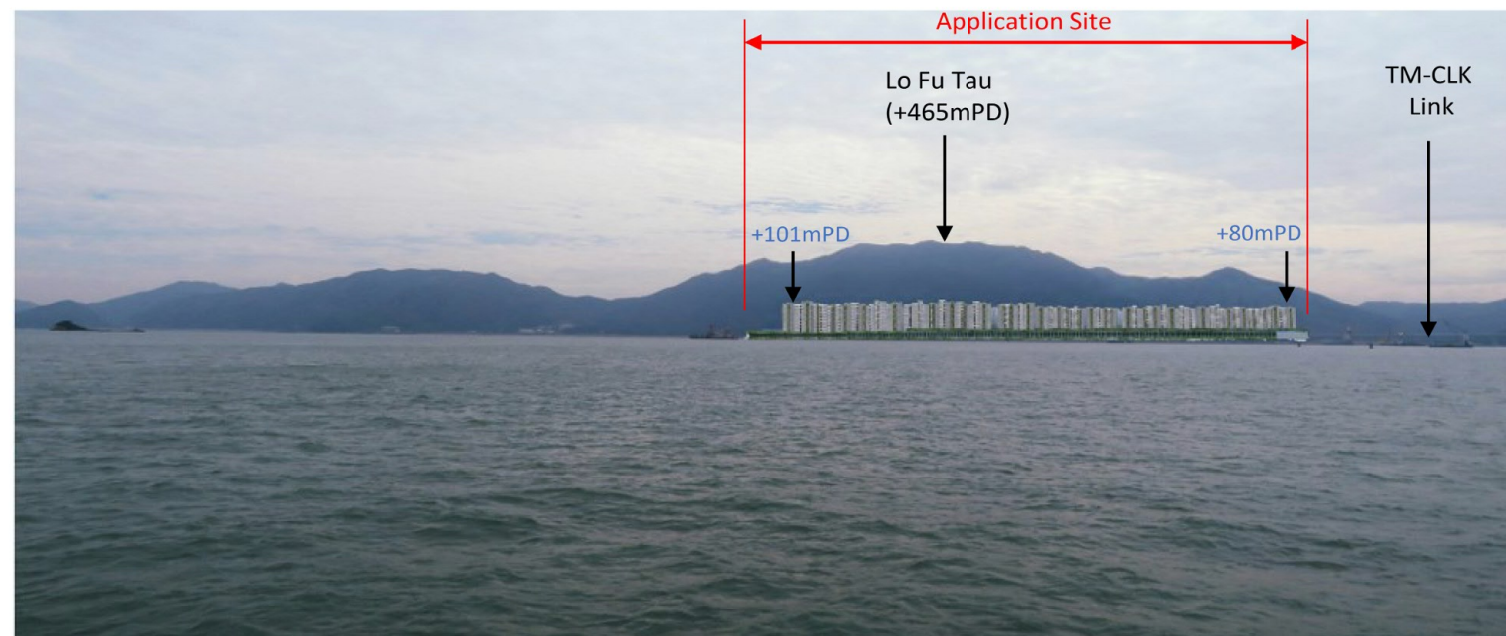 Application Site
Lo Fu Tau
(+465mPD)
TM-CLK
Link
+101mPD
+80mPD